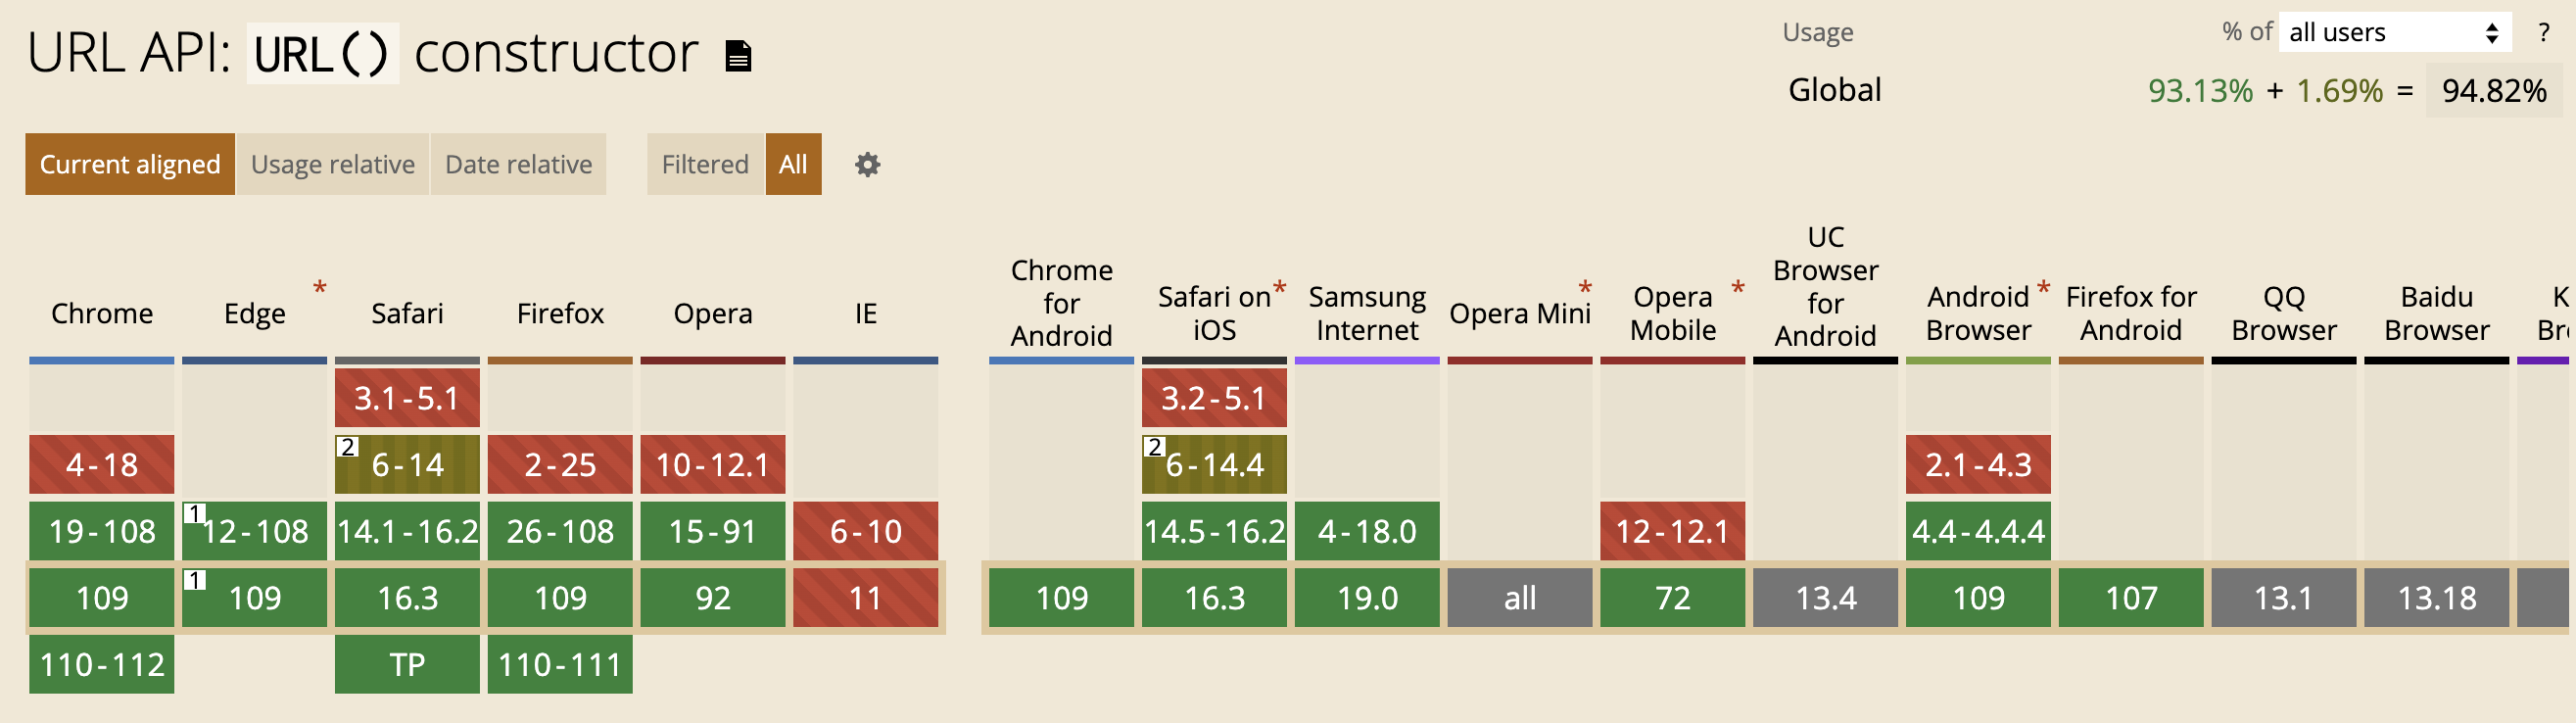 URL API: URL() constructor
Usage % of all users ?
Global 93.13% + 1.69% = 94.82%
Current aligned Usage relative Date relative Filtered All
Chrome Edge * Safari Firefox Opera IE Chrome for Android Safari on iOS * Samsung Internet Opera Mini * Opera Mobile * UC Browser for Android Android Browser * Firefox for Android QQ Browser Baidu Browser K Bro
3.1-5.1 3.2-5.1
4-18 2 6-14 2-25 10-12.1 2 6-14.4 2.1-4.3
19-108 1 12-108 14.1-16.2 26-108 15-91 6-10 14.5-16.2 4-18.0 12-12.1 4.4-4.4.4
109 1 109 16.3 109 92 11 109 16.3 19.0 all 72 13.4 109 107 13.1 13.18
110-112 TP 110-111